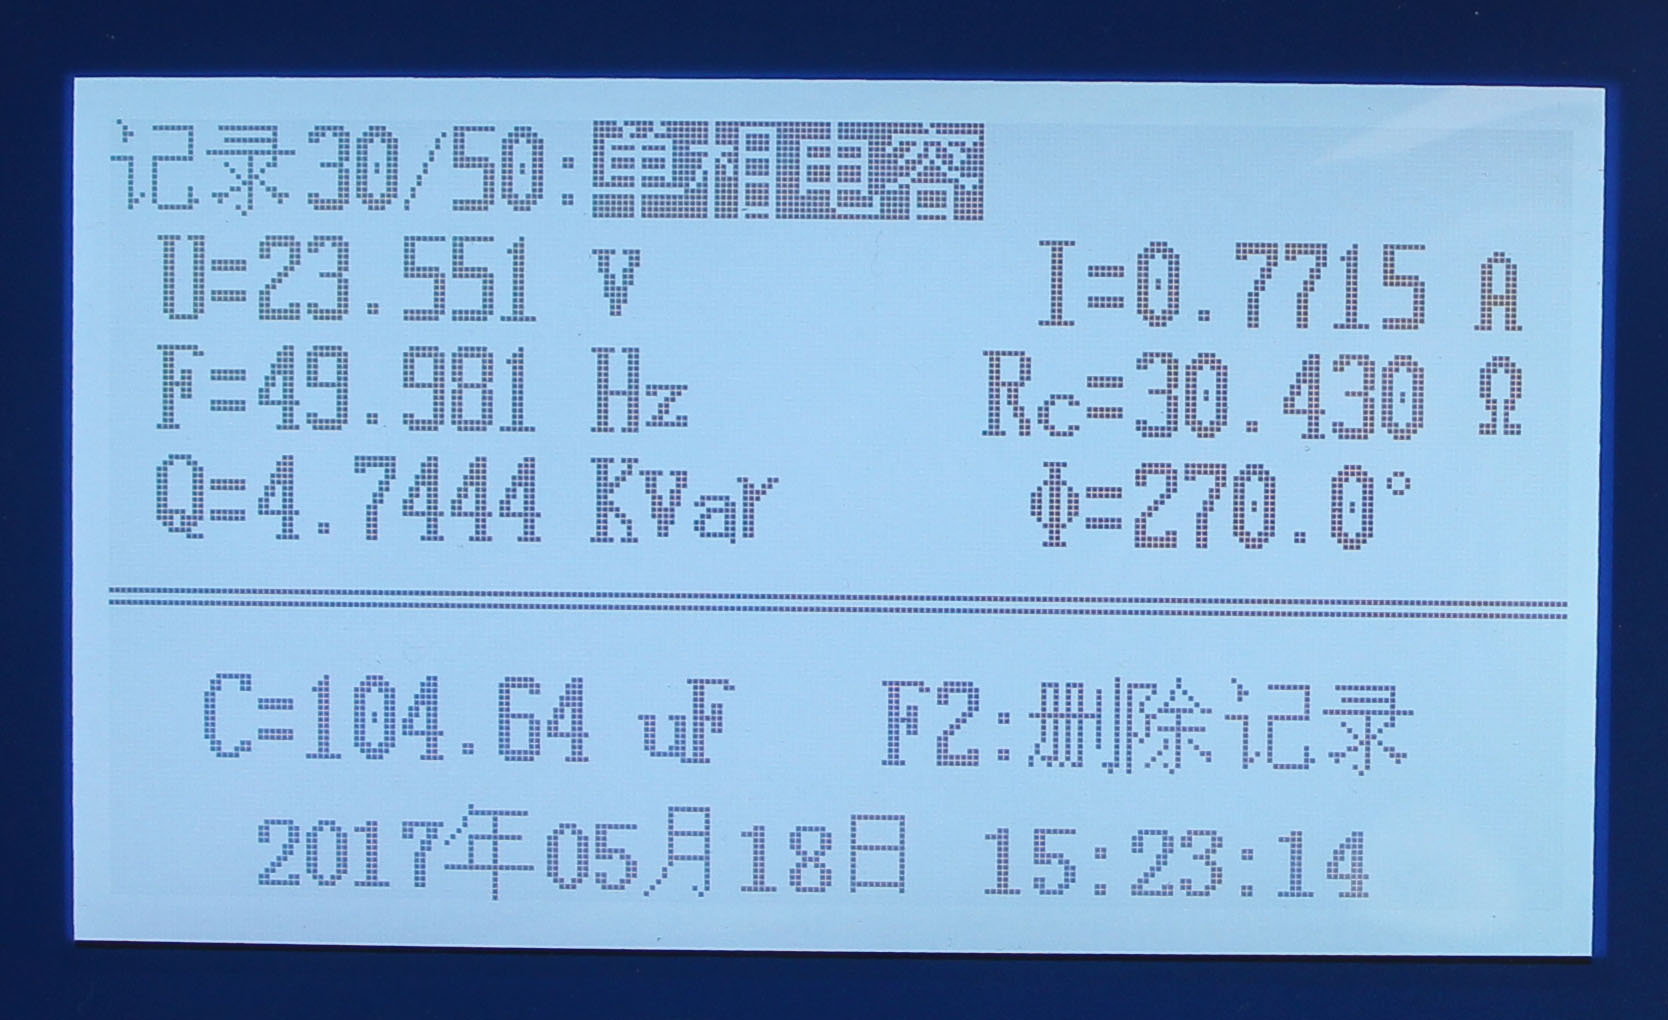 记录30/50:单相电容
U=23.551 V I=0.7715 A
F=49.981 Hz Rc=30.430 Ω
Q=4.7444 KVar Φ=270.0°
C=104.64 uF F2:删除记录
2017年05月18日 15:23:14